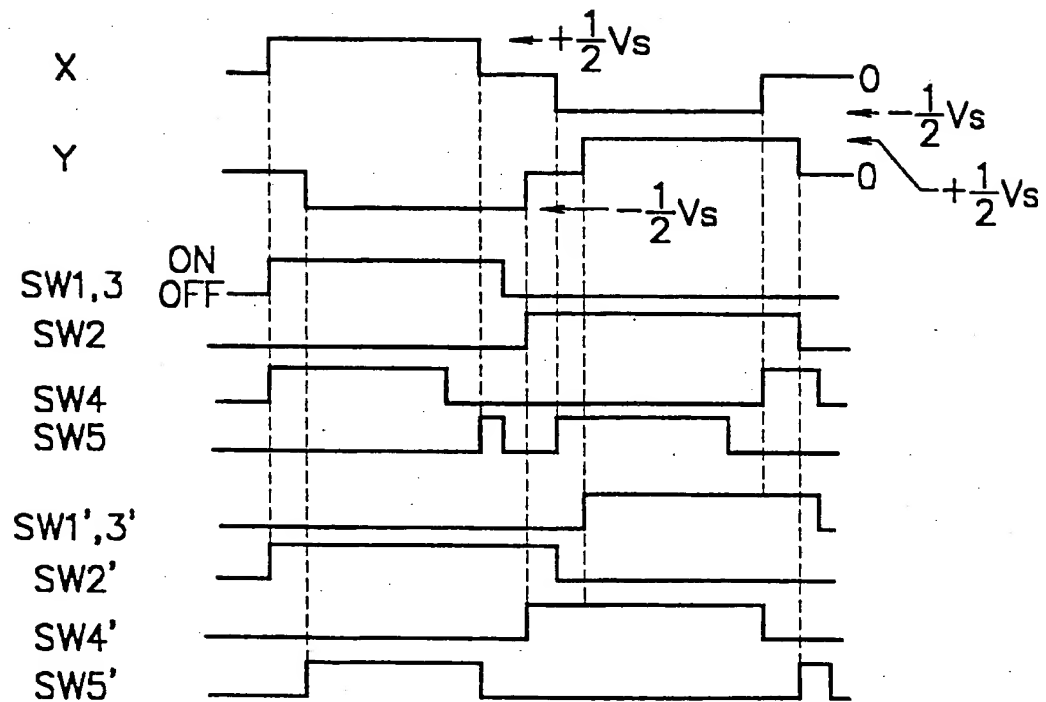 X
+1/2Vs
0
-1/2Vs
Y
0
+1/2Vs
-1/2Vs
ON
SW1,3 OFF
SW2
SW4
SW5
SW1',3'
SW2'
SW4'
SW5'